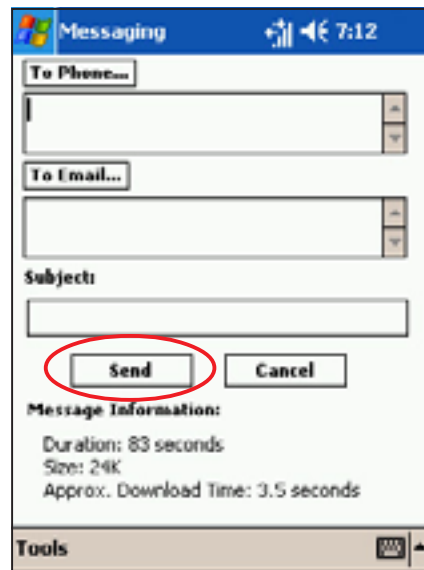 Messaging 7:12
To Phone...
To Email...
Subject:
Send Cancel
Message Information:
Duration: 83 seconds
Size: 24K
Approx. Download Time: 3.5 seconds
Tools